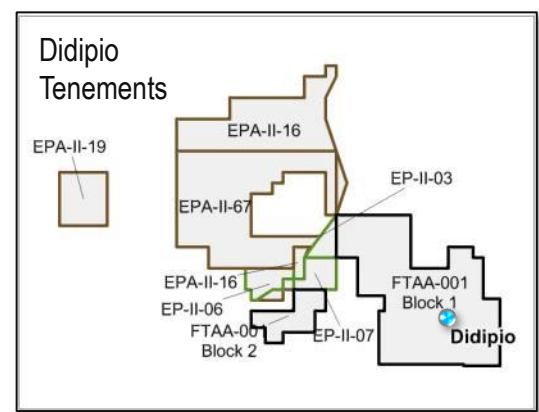 Didipio
Tenements
EPA-II-16
EPA-II-19
EP-II-03
EPA-II-67
EPA-II-16
FTAA-001
Block 1
EP-II-06
FTAA-00
Block 2
EP-II-07
Didipio